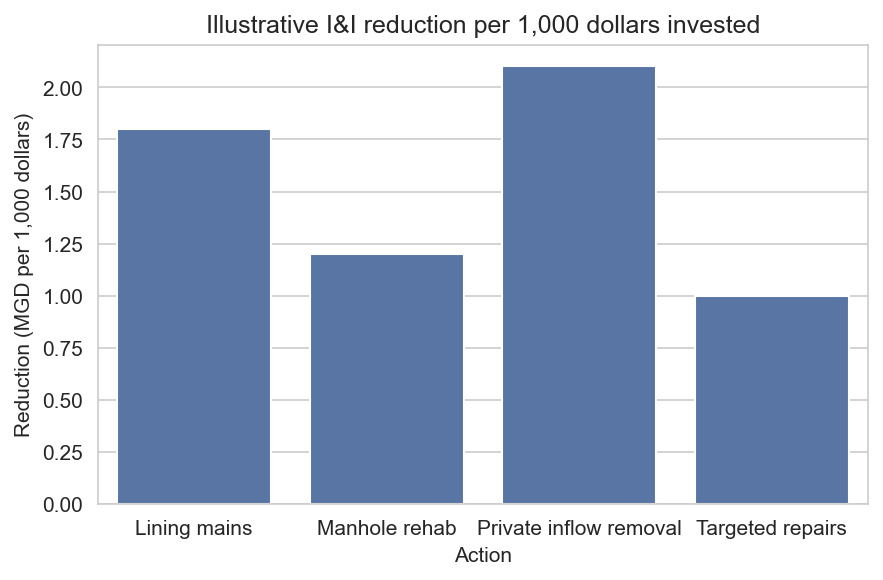 Illustrative I&I reduction per 1,000 dollars invested
Reduction (MGD per 1,000 dollars)
2.00
1.75
1.50
1.25
1.00
0.75
0.50
0.25
0.00
Lining mains
Manhole rehab
Private inflow removal
Targeted repairs
Action